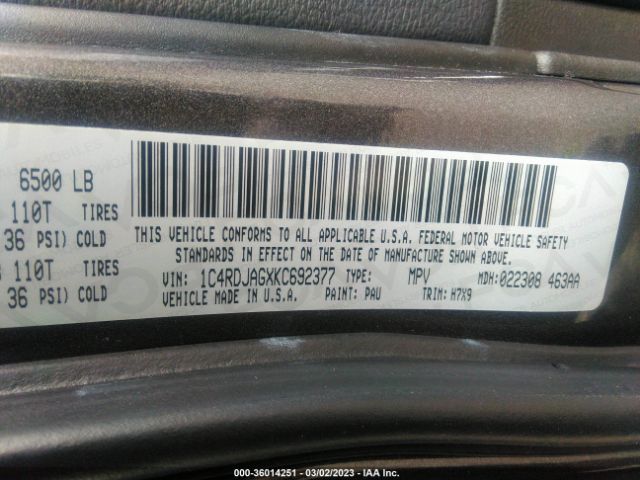 6500 LB
110T TIRES
36 PSI) COLD
110T TIRES
36 PSI) COLD
THIS VEHICLE CONFORMS TO ALL APPLICABLE U.S.A. FEDERAL MOTOR VEHICLE SAFETY
STANDARDS IN EFFECT ON THE DATE OF MANUFACTURE SHOWN ABOVE.
VIN: 1C4RDJAGXKC692377 TYPE: MPV MDH:022308 463AA
VEHICLE MADE IN U.S.A. PAINT: PAU TRIM: H7X9
000-36014251 - 03/02/2023 - IAA Inc.